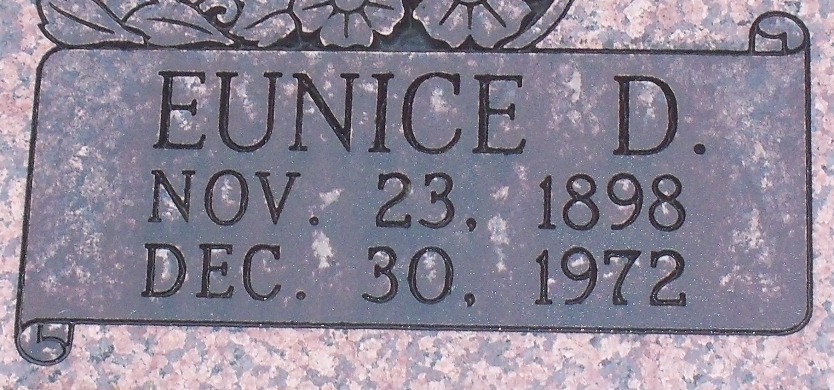 EUNICE D.
NOV. 23, 1898
DEC. 30, 1972